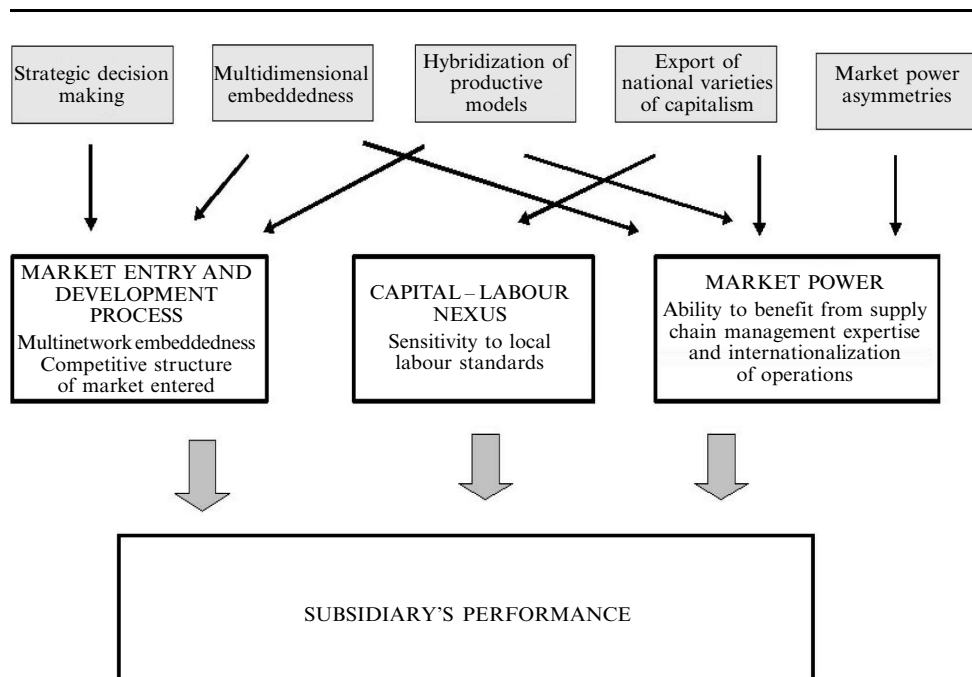 Strategic decision
making
Multidimensional
embeddedness
Hybridization of
productive
models
Export of
national varieties
of capitalism
Market power
asymmetries
MARKET ENTRY AND
DEVELOPMENT
PROCESS
Multinetwork embeddedness
Competitive structure
of market entered
CAPITAL – LABOUR
NEXUS
Sensitivity to local
labour standards
MARKET POWER
Ability to benefit from supply
chain management expertise
and internationalization
of operations
SUBSIDIARY'S PERFORMANCE